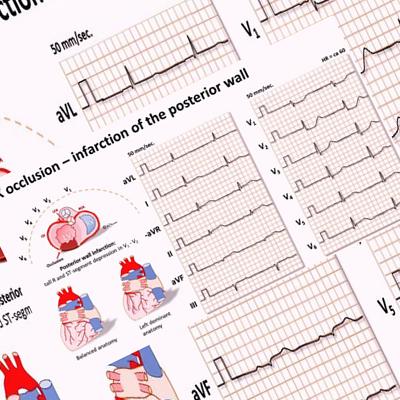 50 mm/sec.
aVL
V₁
occlusion – infarction of the posterior wall
50 mm/sec.
50 mm/sec.
HR = ca 60
aVL
I
-aVR
II
aVF
III
V₁
V₂
V₃
V₄
V₅
V₆
Posterior wall infarction:
tall R and ST-segment depression in V₁-V₃
Balanced anatomy
Left dominant
anatomy
ST-segm
V₅
aVF